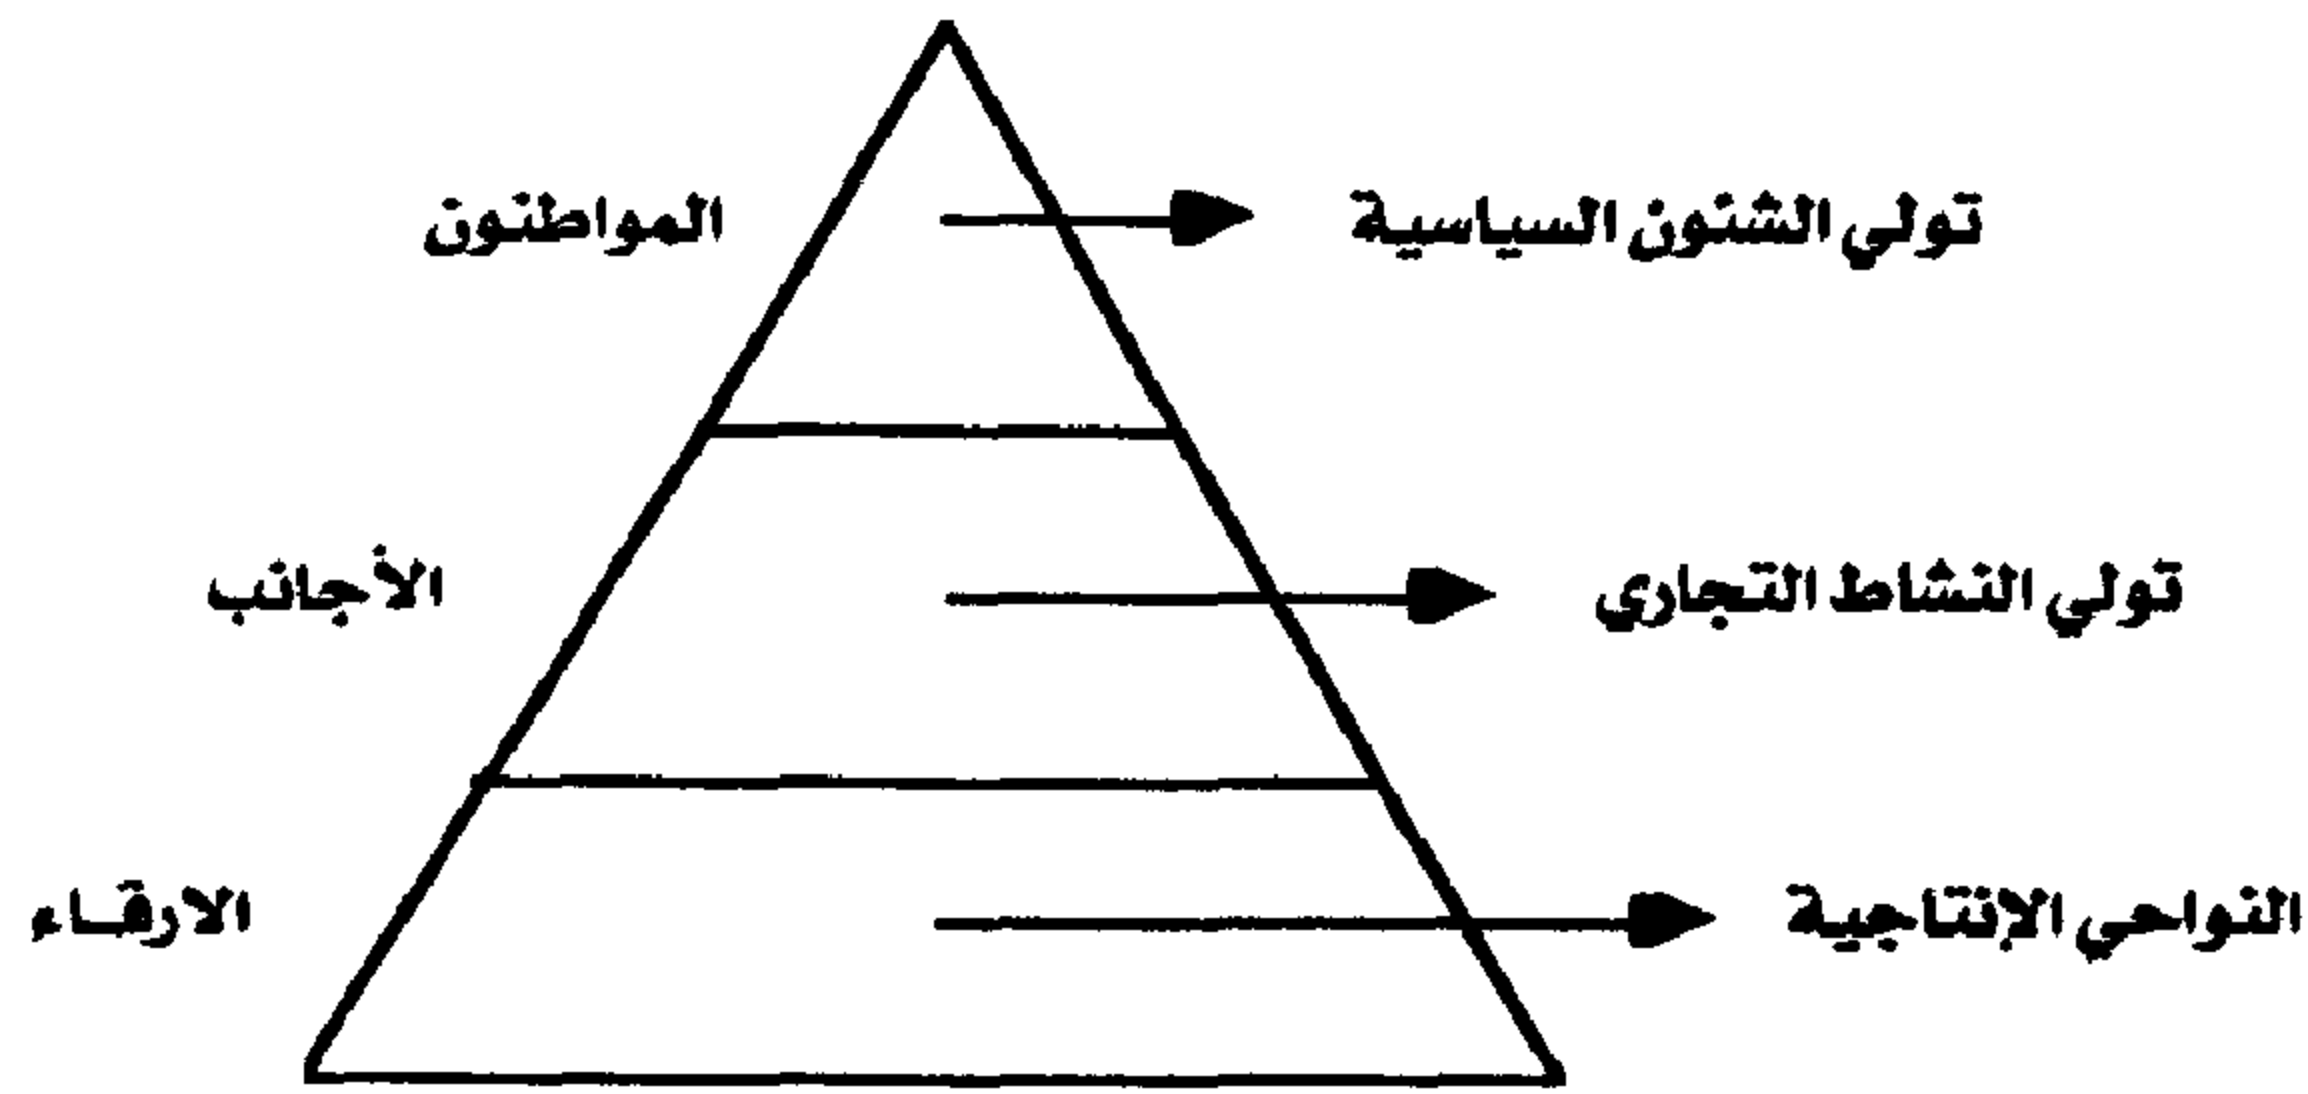 المواطنون
تولي الشئون السياسية
الأجانب
تولي النشاط التجاري
الارقاء
النواحي الإنتاجية